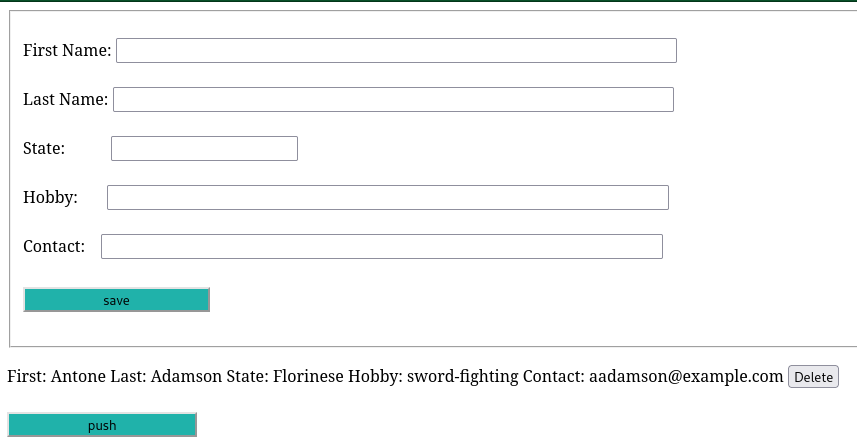 First Name:
Last Name:
State:
Hobby:
Contact:
save
First: Antone Last: Adamson State: Florinese Hobby: sword-fighting Contact: aadamson@example.com Delete
push